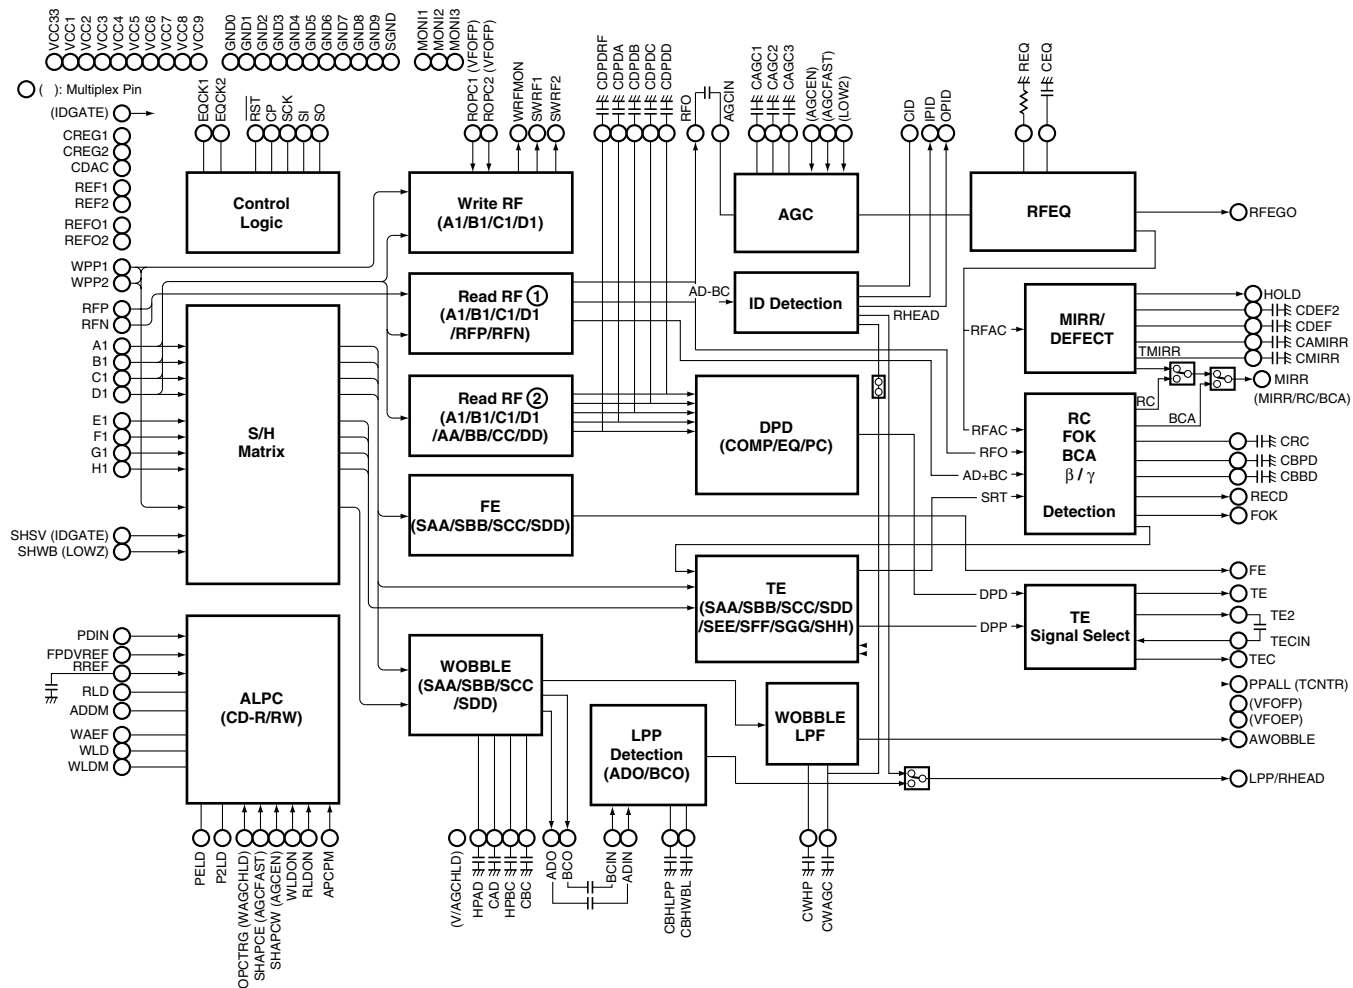 VCC33
VCC1
VCC2
VCC3
VCC4
VCC5
VCC6
VCC7
VCC8
VCC9
GND0
GND1
GND2
GND3
GND4
GND5
GND6
GND7
GND8
GND9
SGND
MONI1
MONI2
MONI3
( ): Multiplex Pin
(IDGATE)
CREG1
CREG2
CDAC
REF1
REF2
REFO1
REFO2
WPP1
WPP2
RFP
RFN
A1
B1
C1
D1
E1
F1
G1
H1
SHSV (IDGATE)
SHWB (LOWZ)
PDIN
FPDVREF
RREF
RLD
ADDM
WAEF
WLD
WLDM
EQCK1
EQCK2
RST
CP
SCK
SI
SO
ROPC1 (VFOFP)
ROPC2 (VFOFP)
WRFMON
SWRF1
SWRF2
CDPDRF
CDPDA
CDPDB
CDPDC
CDPDD
RFO
AGCIN
CAGC1
CAGC2
CAGC3
(AGCEN)
(AGCFAST)
(LOW2)
CID
IPID
OPID
REQ
CEQ
Control
Logic
Write RF
(A1/B1/C1/D1)
AGC
RFEQ
RFEGO
Read RF 1
(A1/B1/C1/D1
/RFP/RFN)
AD-BC
ID Detection
RHEAD
RFAC
MIRR/
DEFECT
HOLD
CDEF2
CDEF
CAMIRR
CMIRR
TMIRR
MIRR
(MIRR/RC/BCA)
RC
BCA
S/H
Matrix
Read RF 2
(A1/B1/C1/D1
/AA/BB/CC/DD)
DPD
(COMP/EQ/PC)
RFAC
RFO
AD+BC
SRT
RC
FOK
BCA
β / γ
Detection
CRC
CBPD
CBBD
RECD
FOK
FE
(SAA/SBB/SCC/SDD)
FE
TE
(SAA/SBB/SCC/SDD
/SEE/SFF/SGG/SHH)
DPD
DPP
TE
Signal Select
TE
TE2
TECIN
TEC
PPALL (TCNTR)
(VFOFP)
(VFOEP)
AWOBBLE
LPP/RHEAD
ALPC
(CD-R/RW)
WOBBLE
(SAA/SBB/SCC
/SDD)
LPP
Detection
(ADO/BCO)
WOBBLE
LPF
PELD
P2LD
OPCTRG (WAGCHLD)
SHAPCE (AGCFAST)
SHAPCW (AGCEN)
WLDON
RLDON
APCPM
(V/AGCHLD)
HPAD
CAD
HPBC
CBC
ADO
BCO
BCIN
ADIN
CBHLPP
CBHWBL
CWHP
CWAGC